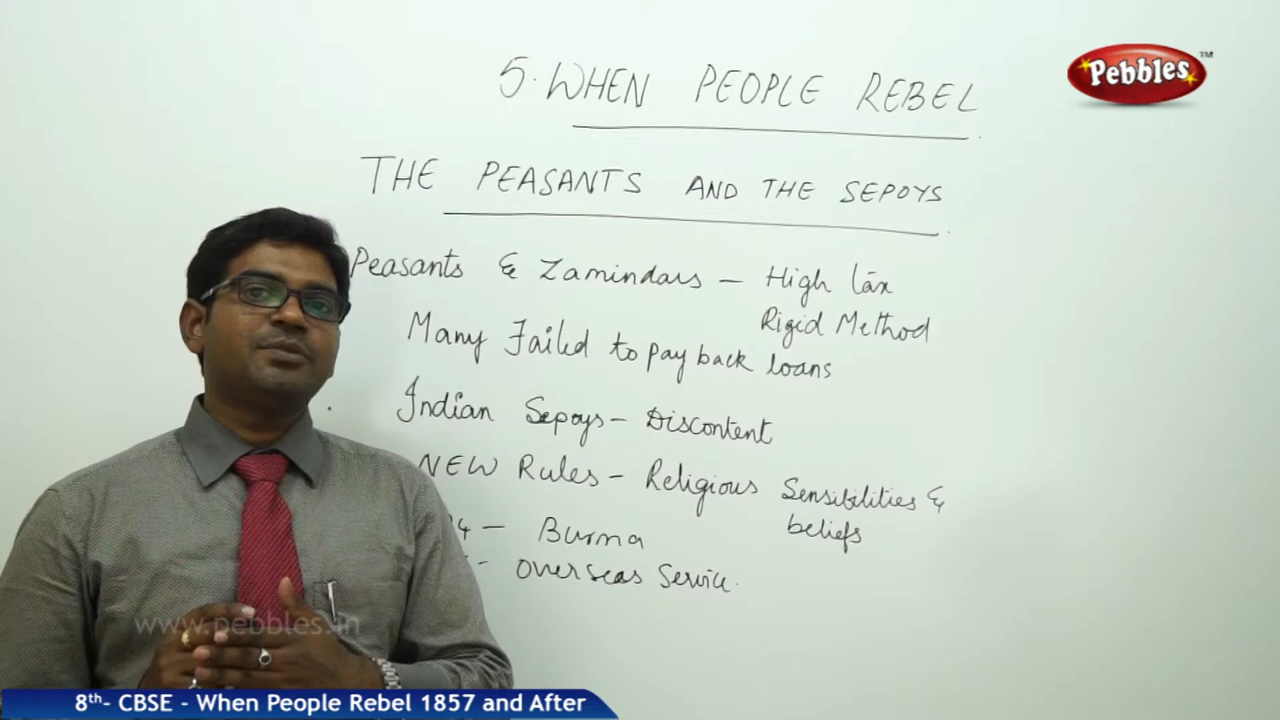 Pebbles™
5. WHEN PEOPLE REBEL
THE PEASANTS AND THE SEPOYS
Peasants & Zamindars – High tax
Rigid Method
Many Failed to pay back loans
Indian Sepoys – Discontent
NEW Rules – Religious Sensibilities &
beliefs
4 – Burma
- Overseas Service.
www.pebbles.in
8th- CBSE - When People Rebel 1857 and After